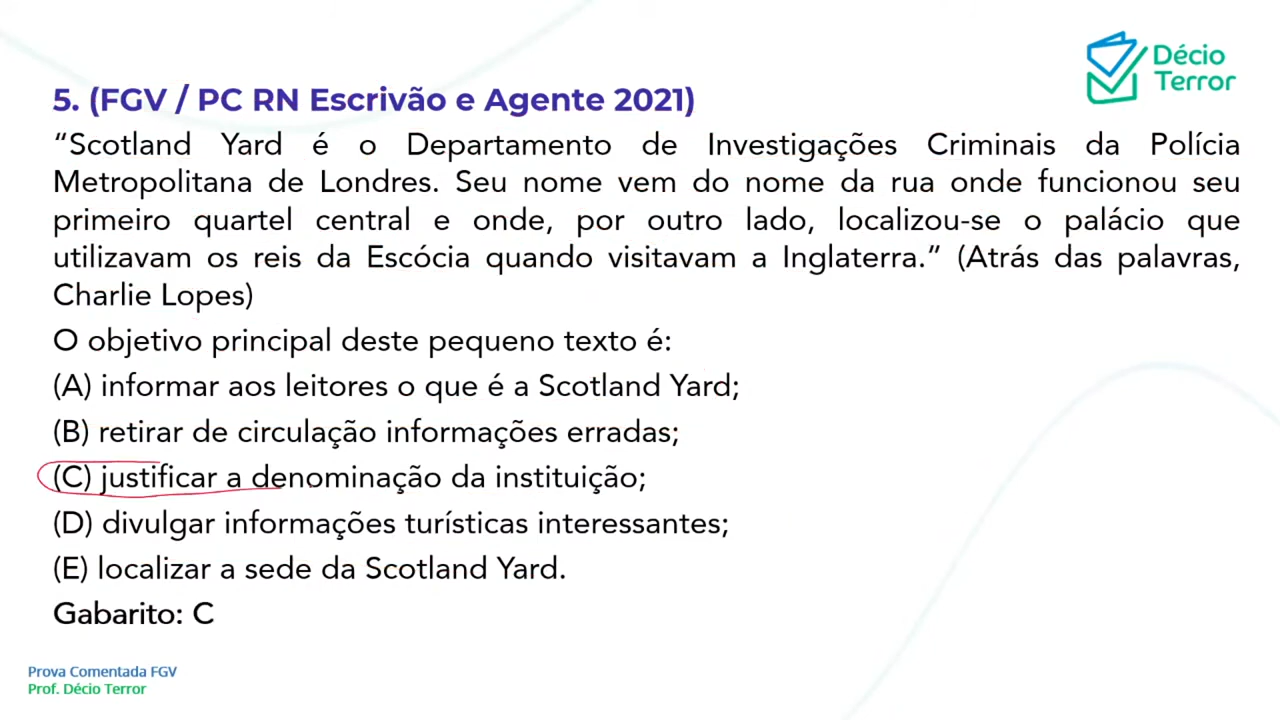 Décio
Terror
5. (FGV / PC RN Escrivão e Agente 2021)
“Scotland Yard é o Departamento de Investigações Criminais da Polícia
Metropolitana de Londres. Seu nome vem do nome da rua onde funcionou seu
primeiro quartel central e onde, por outro lado, localizou-se o palácio que
utilizavam os reis da Escócia quando visitavam a Inglaterra.” (Atrás das palavras,
Charlie Lopes)
O objetivo principal deste pequeno texto é:
(A) informar aos leitores o que é a Scotland Yard;
(B) retirar de circulação informações erradas;
(C) justificar a denominação da instituição;
(D) divulgar informações turísticas interessantes;
(E) localizar a sede da Scotland Yard.
Gabarito: C
Prova Comentada FGV
Prof. Décio Terror